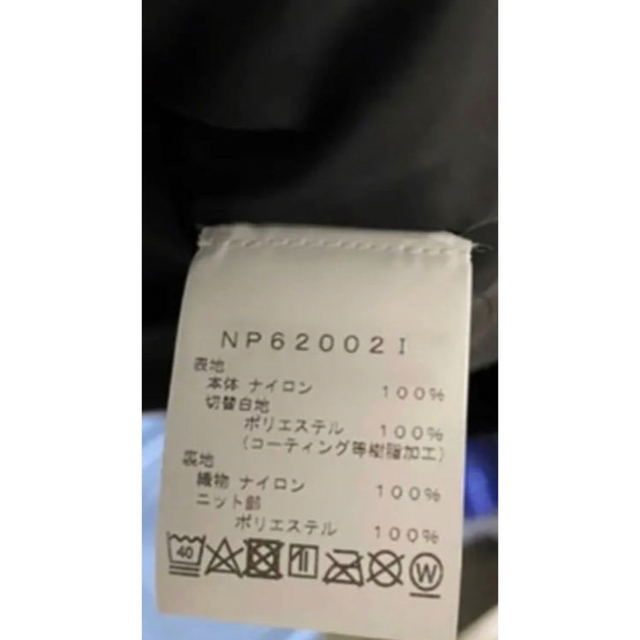 NP62002I
表地
本体 ナイロン 100%
切替白地
ポリエステル 100%
(コーティング等樹脂加工)
裏地
織物 ナイロン 100%
ニット部
ポリエステル 100%
40 W